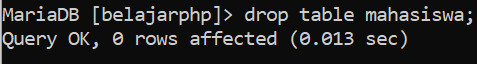 MariaDB [belajarphp]> drop table mahasiswa;
Query OK, 0 rows affected (0.013 sec)